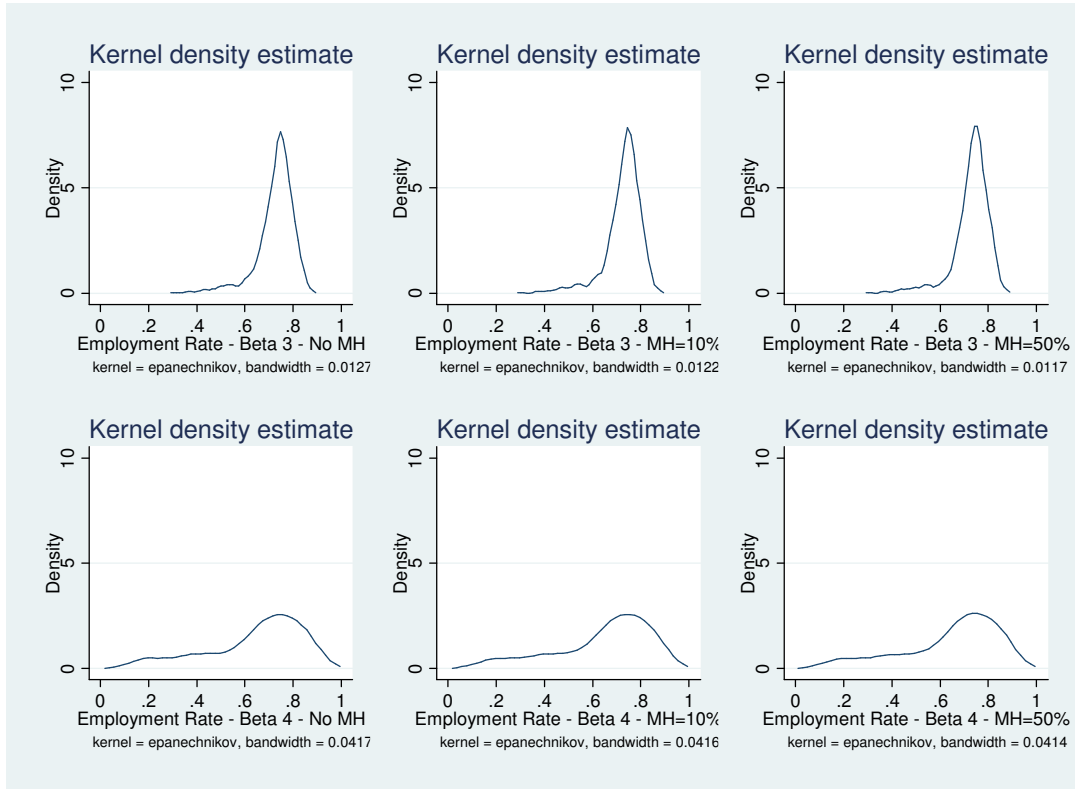 Kernel density estimate
10
5
0
Density
0 .2 .4 .6 .8 1
Employment Rate - Beta 3 - No MH
kernel = epanechnikov, bandwidth = 0.0127
Kernel density estimate
10
5
0
Density
0 .2 .4 .6 .8 1
Employment Rate - Beta 3 - MH=10%
kernel = epanechnikov, bandwidth = 0.0122
Kernel density estimate
10
5
0
Density
0 .2 .4 .6 .8 1
Employment Rate - Beta 3 - MH=50%
kernel = epanechnikov, bandwidth = 0.0117
Kernel density estimate
10
5
0
Density
0 .2 .4 .6 .8 1
Employment Rate - Beta 4 - No MH
kernel = epanechnikov, bandwidth = 0.0417
Kernel density estimate
10
5
0
Density
0 .2 .4 .6 .8 1
Employment Rate - Beta 4 - MH=10%
kernel = epanechnikov, bandwidth = 0.0416
Kernel density estimate
10
5
0
Density
0 .2 .4 .6 .8 1
Employment Rate - Beta 4 - MH=50%
kernel = epanechnikov, bandwidth = 0.0414